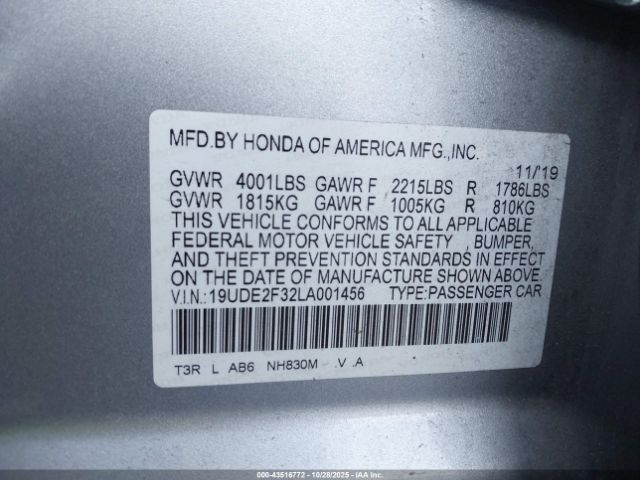 MFD.BY HONDA OF AMERICA MFG.,INC.
11/'19
GVWR 4001LBS GAWR F 2215LBS R 1786LBS
GVWR 1815KG GAWR F 1005KG R 810KG
THIS VEHICLE CONFORMS TO ALL APPLICABLE
FEDERAL MOTOR VEHICLE SAFETY , BUMPER,
AND THEFT PREVENTION STANDARDS IN EFFECT
ON THE DATE OF MANUFACTURE SHOWN ABOVE.
V.I.N.:19UDE2F32LA001456 TYPE:PASSENGER CAR
T3R L AB6 NH830M .V .A
000-43516772 - 10/28/2025 - IAAI, Inc.